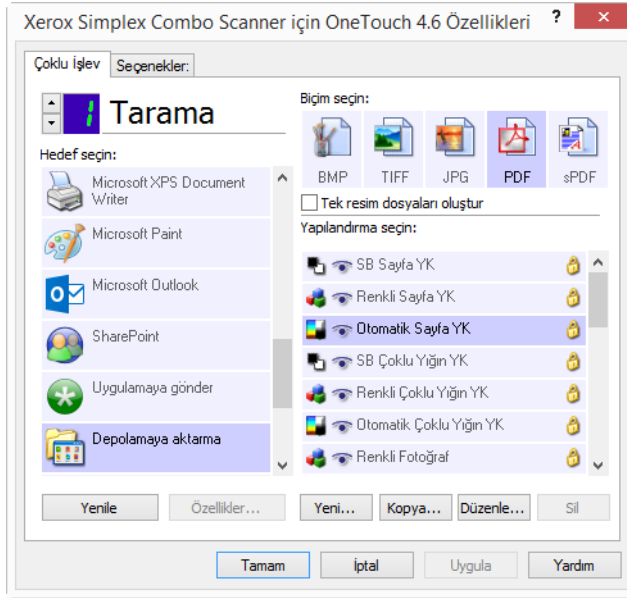 Xerox Simplex Combo Scanner için OneTouch 4.6 Özellikleri
?
Çoklu İşlev
Seçenekler:
1
Tarama
Hedef seçin:
Microsoft XPS Document
Writer
Microsoft Paint
Microsoft Outlook
SharePoint
Uygulamaya gönder
Depolamaya aktarma
Yenile
Özellikler...
Biçim seçin:
BMP
TIFF
JPG
PDF
sPDF
Tek resim dosyaları oluştur
Yapılandırma seçin:
SB Sayfa YK
Renkli Sayfa YK
Otomatik Sayfa YK
SB Çoklu Yığın YK
Renkli Çoklu Yığın YK
Otomatik Çoklu Yığın YK
Renkli Fotoğraf
Yeni...
Kopya...
Düzenle...
Sil
Tamam
İptal
Uygula
Yardım